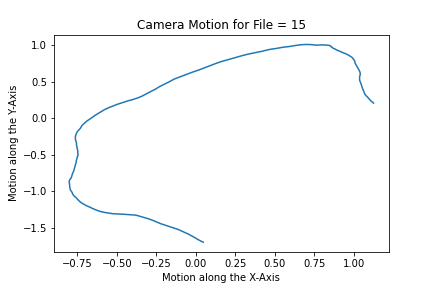 Camera Motion for File = 15
Motion along the Y-Axis
1.0
0.5
0.0
−0.5
−1.0
−1.5
−0.75 −0.50 −0.25 0.00 0.25 0.50 0.75 1.00
Motion along the X-Axis